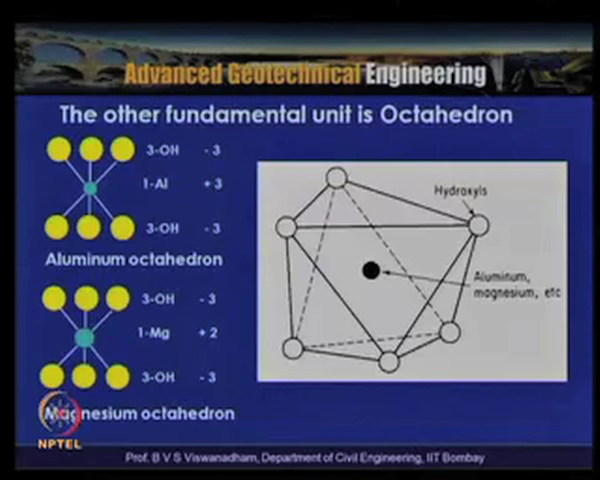 Advanced Geotechnical Engineering
The other fundamental unit is Octahedron
3-OH - 3
1-Al + 3
3-OH - 3
Aluminum octahedron
3-OH - 3
1-Mg + 2
3-OH - 3
Magnesium octahedron
Hydroxyls
Aluminum,
magnesium, etc
NPTEL
Prof. B V S Viswanadham, Department of Civil Engineering, IIT Bombay